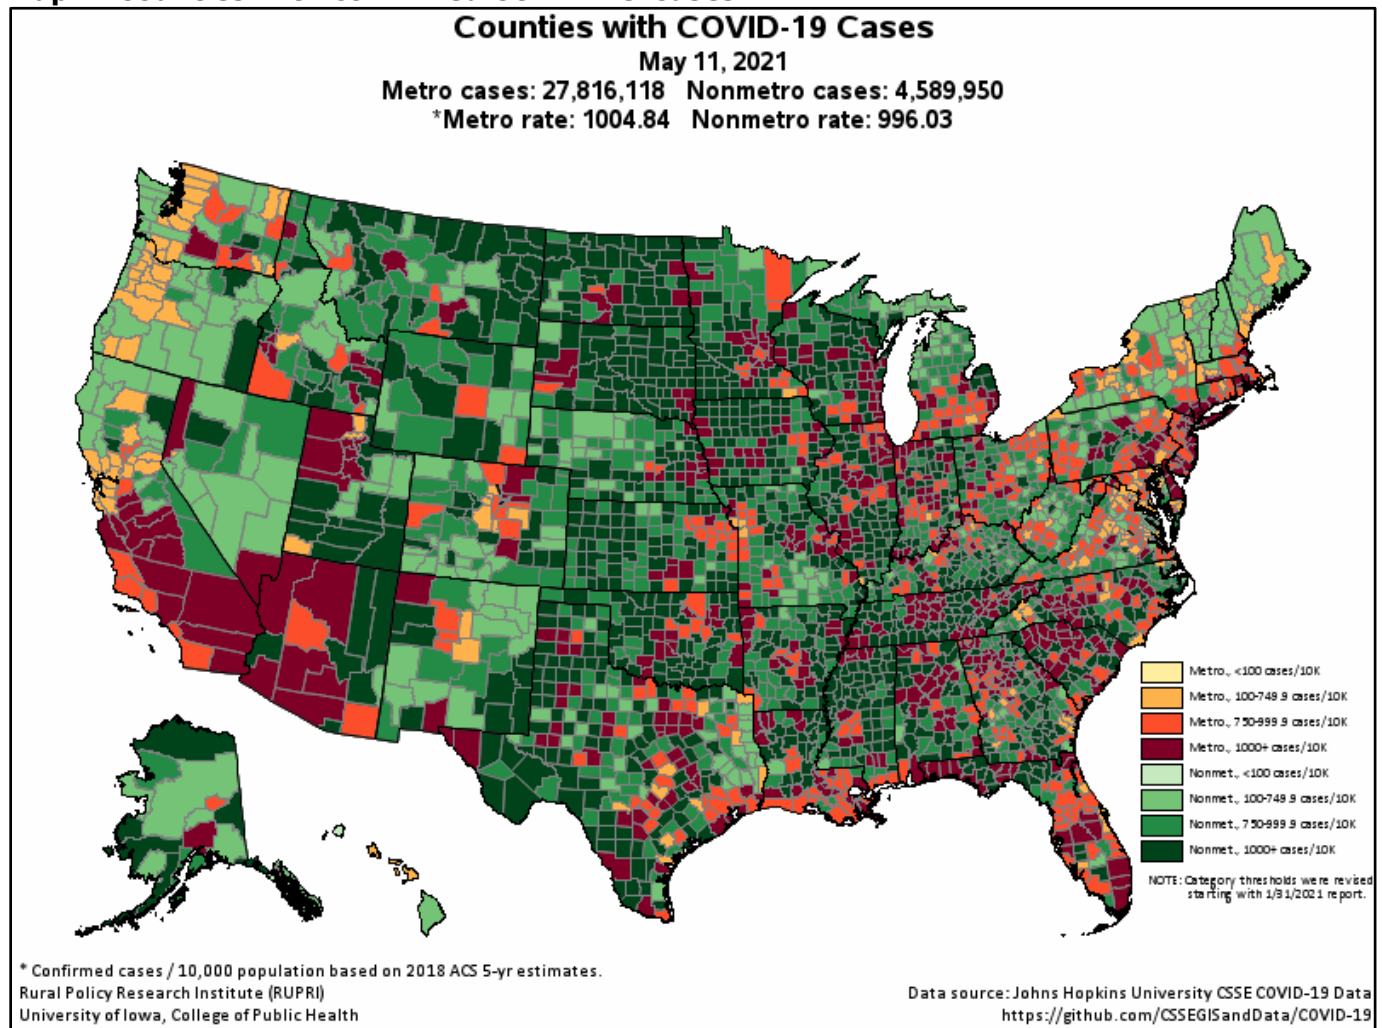 Counties with COVID-19 Cases
May 11, 2021
Metro cases: 27,816,118 Nonmetro cases: 4,589,950
*Metro rate: 1004.84 Nonmetro rate: 996.03
Metro., <100 cases/10K
Metro., 100-749.9 cases/10K
Metro., 750-999.9 cases/10K
Metro., 1000+ cases/10K
Nonmet., <100 cases/10K
Nonmet., 100-749.9 cases/10K
Nonmet., 750-999.9 cases/10K
Nonmet., 1000+ cases/10K
NOTE: Category thresholds were revised
starting with 1/31/2021 report.
* Confirmed cases / 10,000 population based on 2018 ACS 5-yr estimates.
Rural Policy Research Institute (RUPRI)
University of Iowa, College of Public Health
Data source: Johns Hopkins University CSSE COVID-19 Data
https://github.com/CSSEGISandData/COVID-19